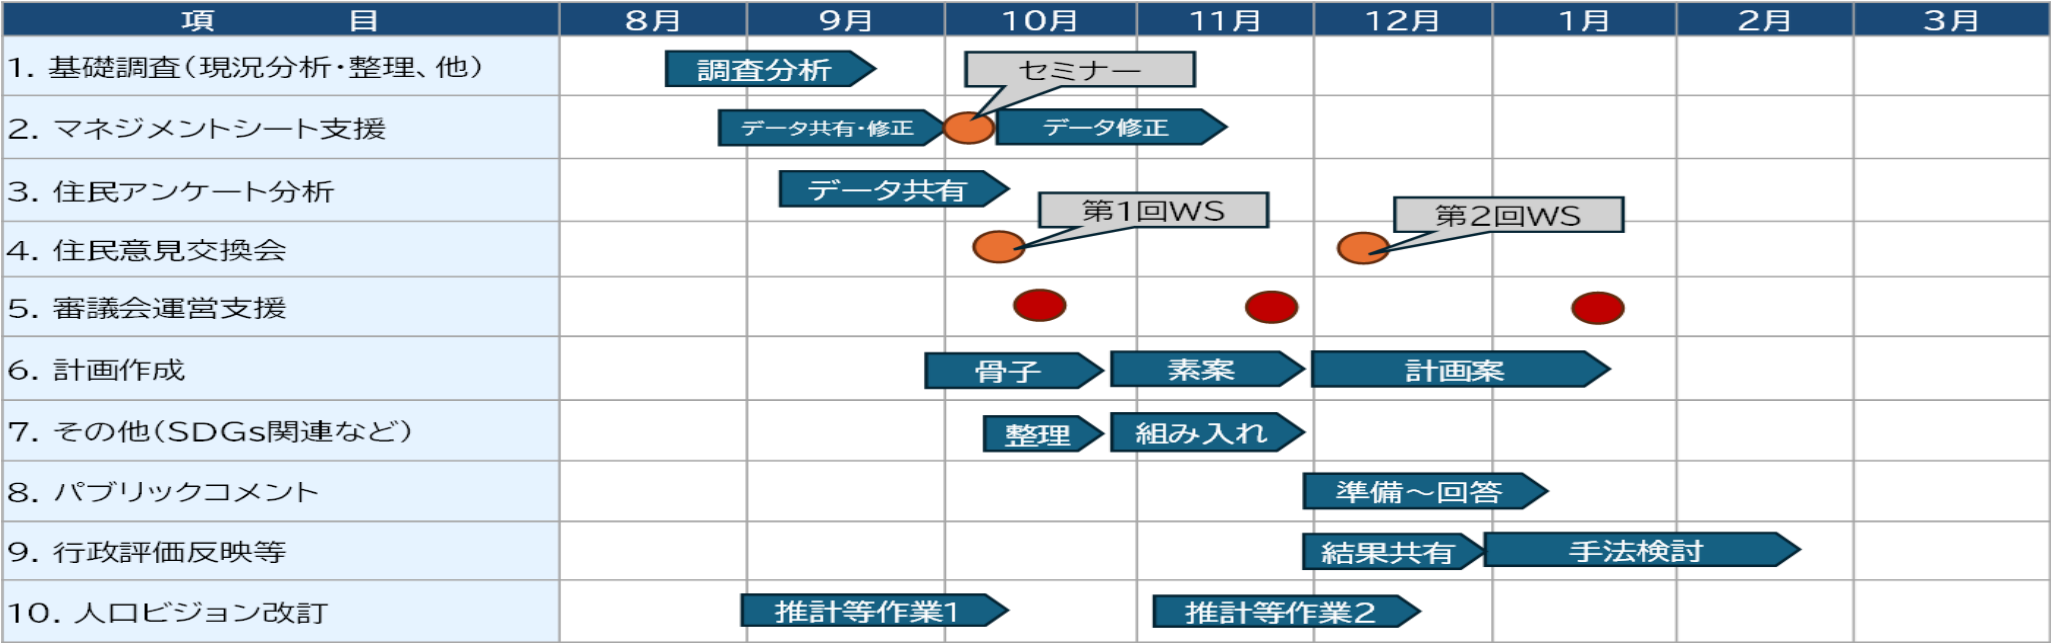 項 目 8月 9月 10月 11月 12月 1月 2月 3月
1. 基礎調査(現況分析・整理、他) 調査分析 セミナー
2. マネジメントシート支援 データ共有・修正 データ修正
3. 住民アンケート分析 データ共有
第1回WS 第2回WS
4. 住民意見交換会
5. 審議会運営支援
6. 計画作成 骨子 素案 計画案
7. その他(SDGs関連など) 整理 組み入れ
8. パブリックコメント 準備～回答
9. 行政評価反映等 結果共有 手法検討
10. 人口ビジョン改訂 推計等作業1 推計等作業2